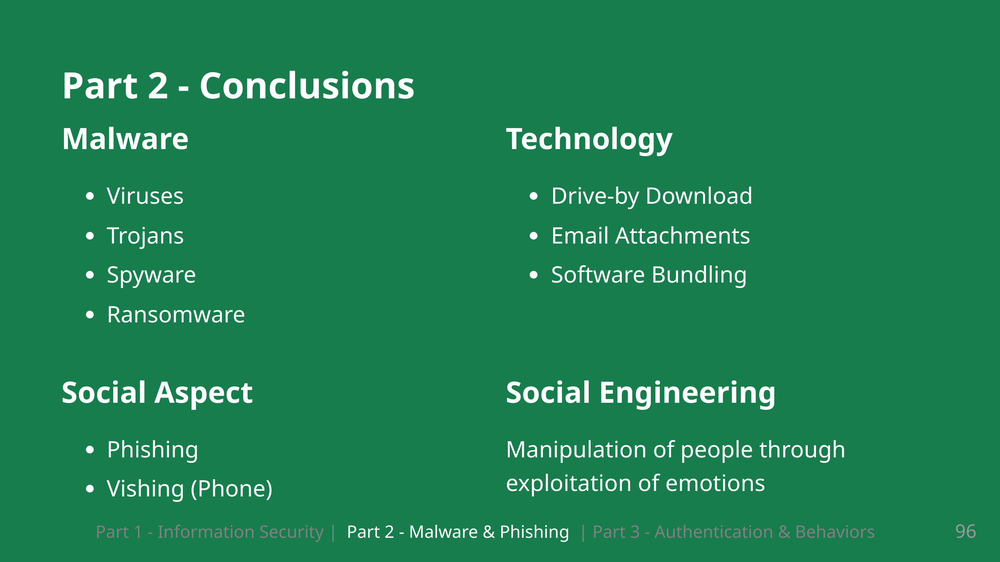 Part 2 - Conclusions
Malware
Viruses
Trojans
Spyware
Ransomware
Technology
Drive-by Download
Email Attachments
Software Bundling
Social Aspect
Phishing
Vishing (Phone)
Social Engineering
Manipulation of people through
exploitation of emotions
Part 1 - Information Security | Part 2 - Malware & Phishing | Part 3 - Authentication & Behaviors
96